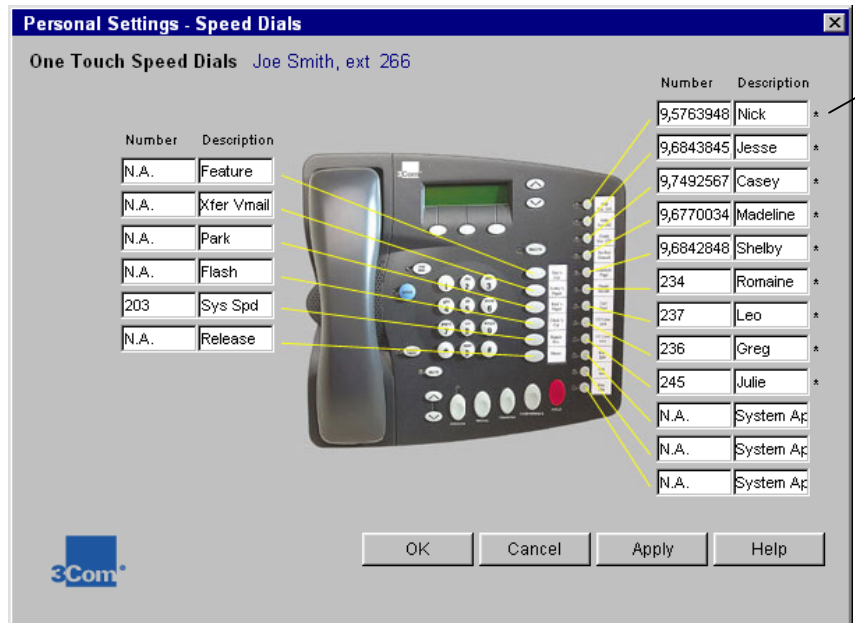 Personal Settings - Speed Dials
One Touch Speed Dials Joe Smith, ext 266
Number Description
9,5763948 Nick *
9,6843845 Jesse *
9,7492567 Casey *
9,6770034 Madeline *
9,6842848 Shelby *
234 Romaine *
237 Leo *
236 Greg *
245 Julie *
N.A. System Ap
N.A. System Ap
N.A. System Ap
Number Description
N.A. Feature
N.A. Xfer Vmail
N.A. Park
N.A. Flash
203 Sys Spd
N.A. Release
3Com
1 2 3
OK Cancel Apply Help
3Com